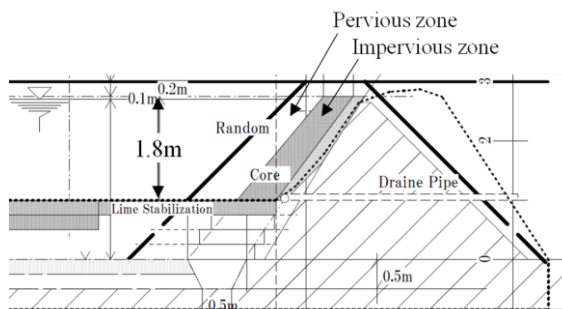 Pervious zone
Impervious zone
0.2m
0.1m
3
Random
1.8m
2
Core
Draine Pipe
1
Lime Stabilization
0
0.5m
0.5m